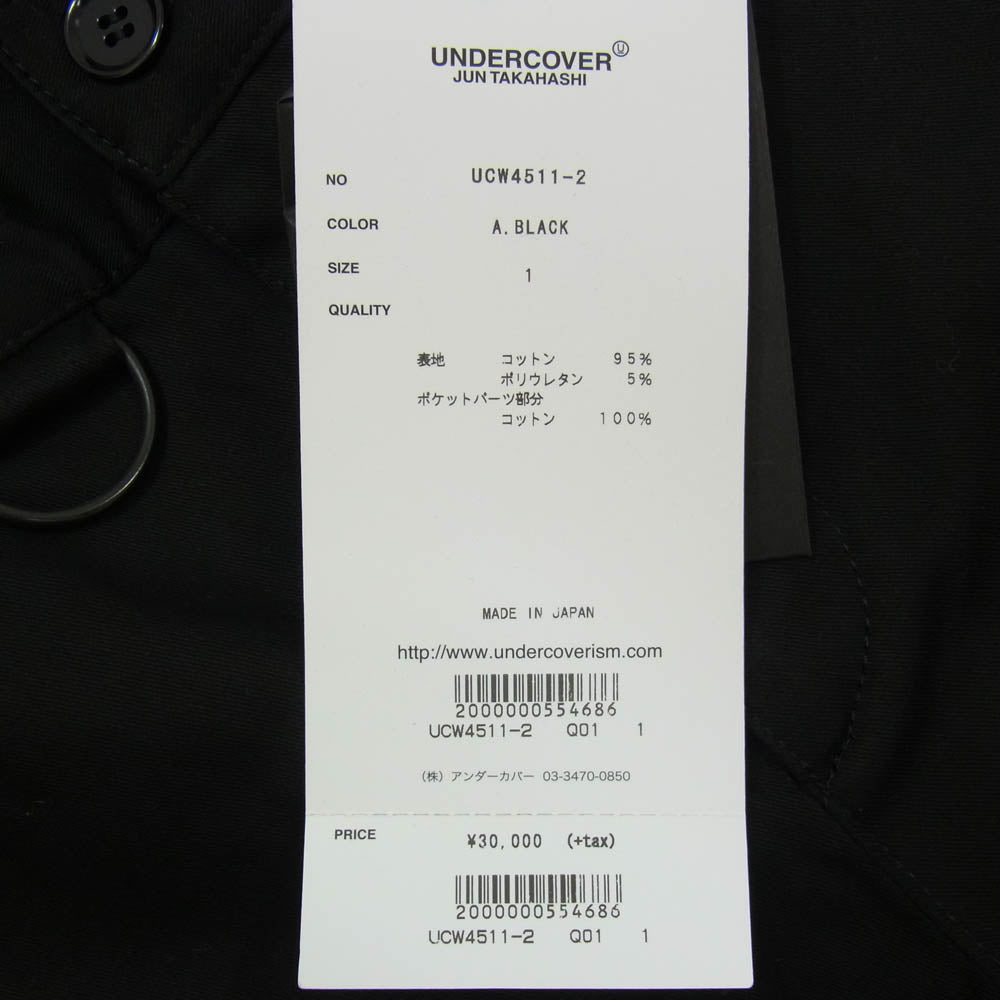 UNDERCOVER Ⓤ
JUN TAKAHASHI
NO UCW4511-2
COLOR A.BLACK
SIZE 1
QUALITY
表地 コットン 95%
ポリウレタン 5%
ポケットパーツ部分
コットン 100%
MADE IN JAPAN
http://www.undercoverism.com
2000000554686
UCW4511-2 Q01 1
(株) アンダーカバー 03-3470-0850
PRICE ¥30,000 (+tax)
2000000554686
UCW4511-2 Q01 1